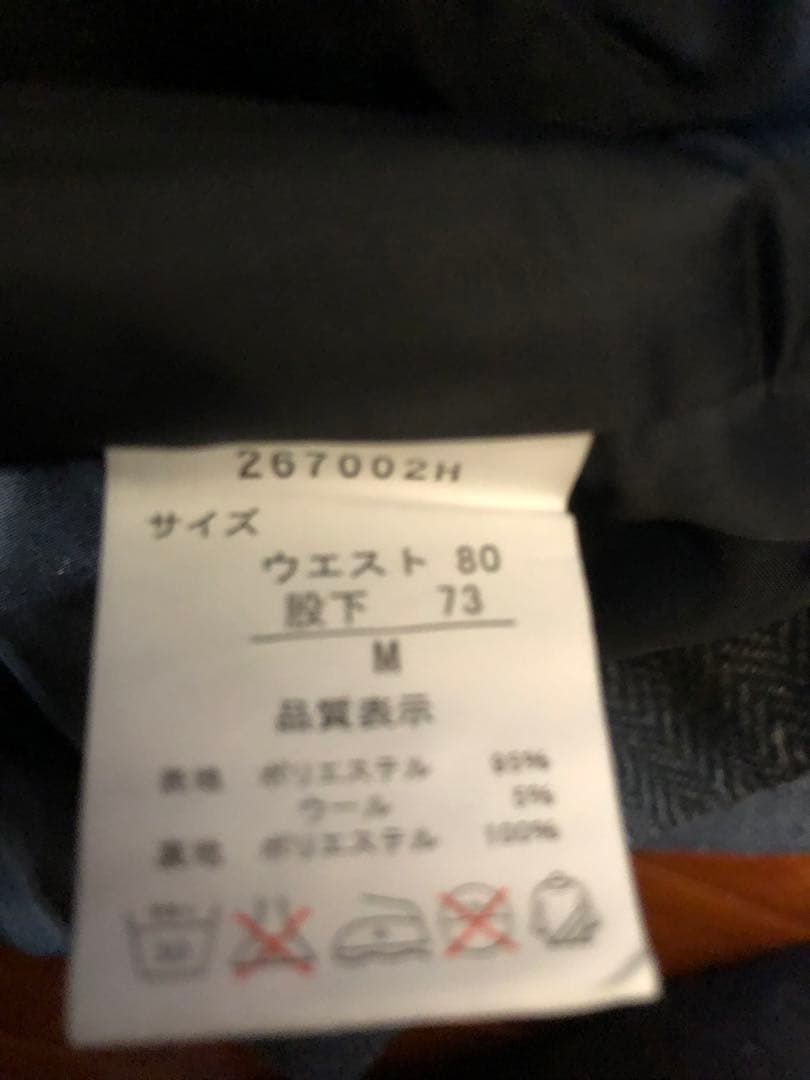 267002H
サイズ
ウエスト 80
股下 73
M
品質表示
表地 ポリエステル 95%
ウール 5%
裏地 ポリエステル 100%